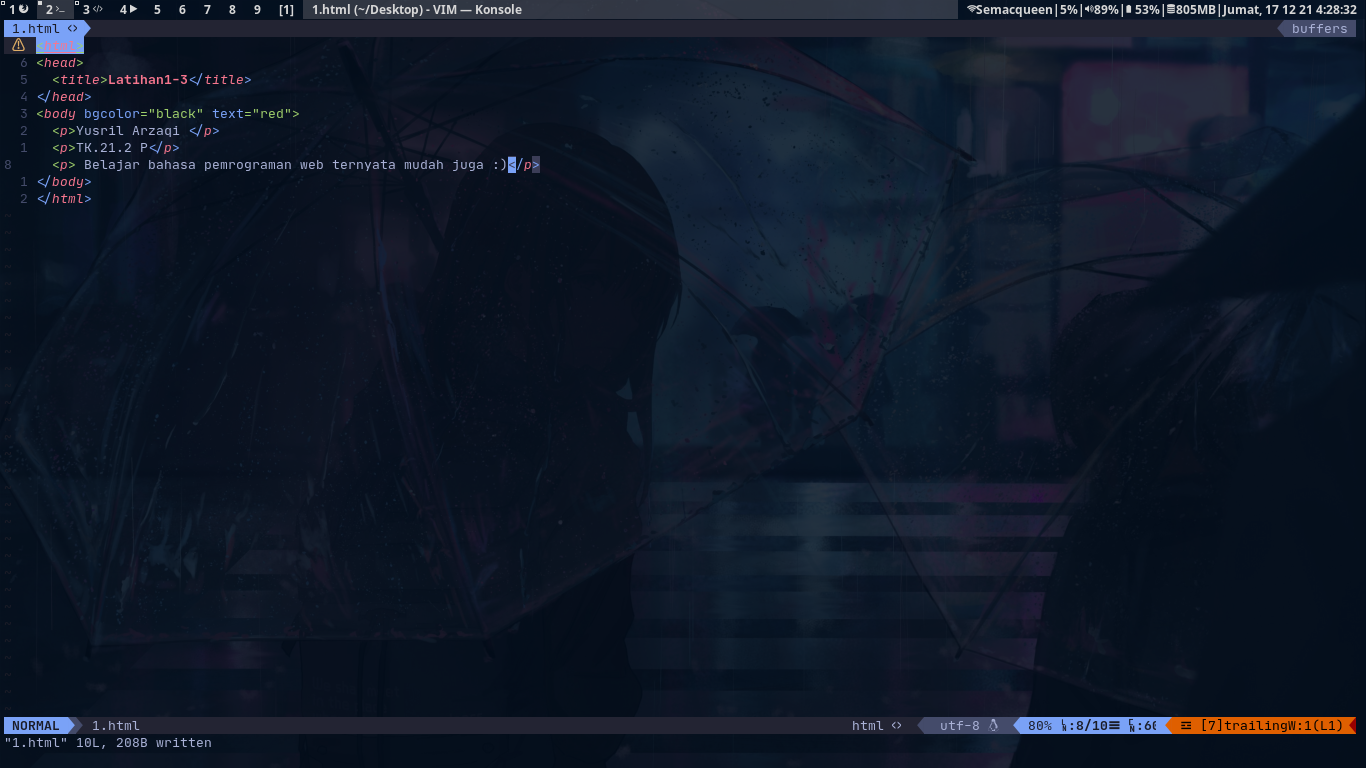 1 2 3 4 5 6 7 8 9 [1] 1.html (~/Desktop) - VIM — Konsole Semacqueen|5%|89%|53%|805MB|Jumat, 17 12 21 4:28:32
1.html <> buffers
<html>
6 <head>
5 <title>Latihan1-3</title>
4 </head>
3 <body bgcolor="black" text="red">
2 <p>Yusril Arzaqi </p>
1 <p>TK.21.2 P</p>
8 <p> Belajar bahasa pemrograman web ternyata mudah juga :)</p>
1 </body>
2 </html>
NORMAL 1.html html <> utf-8 80% LN:8/10 CN:60 [7]trailingW:1(L1)
"1.html" 10L, 208B written